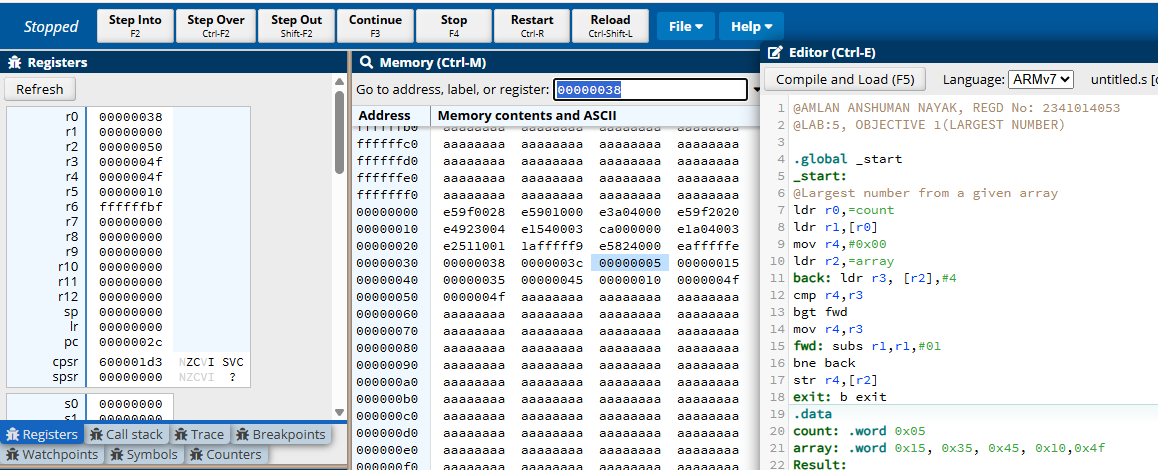 Stopped
Step Into
F2
Step Over
Ctrl-F2
Step Out
Shift-F2
Continue
F3
Stop
F4
Restart
Ctrl-R
Reload
Ctrl-Shift-L
File
Help
Registers
Refresh
r0 00000038
r1 00000000
r2 00000050
r3 0000004f
r4 0000004f
r5 00000010
r6 ffffffbf
r7 00000000
r8 00000000
r9 00000000
r10 00000000
r11 00000000
r12 00000000
sp 00000000
lr 00000000
pc 0000002c
cpsr 600001d3 NZCVI SVC
spsr 00000000 NZCVI ?
s0 00000000
s1 00000000
Registers Call stack Trace Breakpoints
Watchpoints Symbols Counters
Memory (Ctrl-M)
Go to address, label, or register: 00000038
Address Memory contents and ASCII
ffffffb0 aaaaaaaa aaaaaaaa aaaaaaaa aaaaaaaa
ffffffc0 aaaaaaaa aaaaaaaa aaaaaaaa aaaaaaaa
ffffffd0 aaaaaaaa aaaaaaaa aaaaaaaa aaaaaaaa
ffffffe0 aaaaaaaa aaaaaaaa aaaaaaaa aaaaaaaa
fffffff0 aaaaaaaa aaaaaaaa aaaaaaaa aaaaaaaa
00000000 e59f0028 e5901000 e3a04000 e59f2020
00000010 e4923004 e1540003 ca000000 e1a04003
00000020 e2511001 1afffff9 e5824000 eafffffe
00000030 00000038 0000003c 00000005 00000015
00000040 00000035 00000045 00000010 0000004f
00000050 0000004f aaaaaaaa aaaaaaaa aaaaaaaa
00000060 aaaaaaaa aaaaaaaa aaaaaaaa aaaaaaaa
00000070 aaaaaaaa aaaaaaaa aaaaaaaa aaaaaaaa
00000080 aaaaaaaa aaaaaaaa aaaaaaaa aaaaaaaa
00000090 aaaaaaaa aaaaaaaa aaaaaaaa aaaaaaaa
000000a0 aaaaaaaa aaaaaaaa aaaaaaaa aaaaaaaa
000000b0 aaaaaaaa aaaaaaaa aaaaaaaa aaaaaaaa
000000c0 aaaaaaaa aaaaaaaa aaaaaaaa aaaaaaaa
000000d0 aaaaaaaa aaaaaaaa aaaaaaaa aaaaaaaa
000000e0 aaaaaaaa aaaaaaaa aaaaaaaa aaaaaaaa
000000f0 aaaaaaaa aaaaaaaa aaaaaaaa aaaaaaaa
Editor (Ctrl-E)
Compile and Load (F5) Language: ARMv7 untitled.s [c
1 @AMLAN ANSHUMAN NAYAK, REGD No: 2341014053
2 @LAB:5, OBJECTIVE 1(LARGEST NUMBER)
3
4 .global _start
5 _start:
6 @Largest number from a given array
7 ldr r0,=count
8 ldr r1,[r0]
9 mov r4,#0x00
10 ldr r2,=array
11 back: ldr r3, [r2],#4
12 cmp r4,r3
13 bgt fwd
14 mov r4,r3
15 fwd: subs r1,r1,#01
16 bne back
17 str r4,[r2]
18 exit: b exit
19 .data
20 count: .word 0x05
21 array: .word 0x15, 0x35, 0x45, 0x10,0x4f
22 Result: